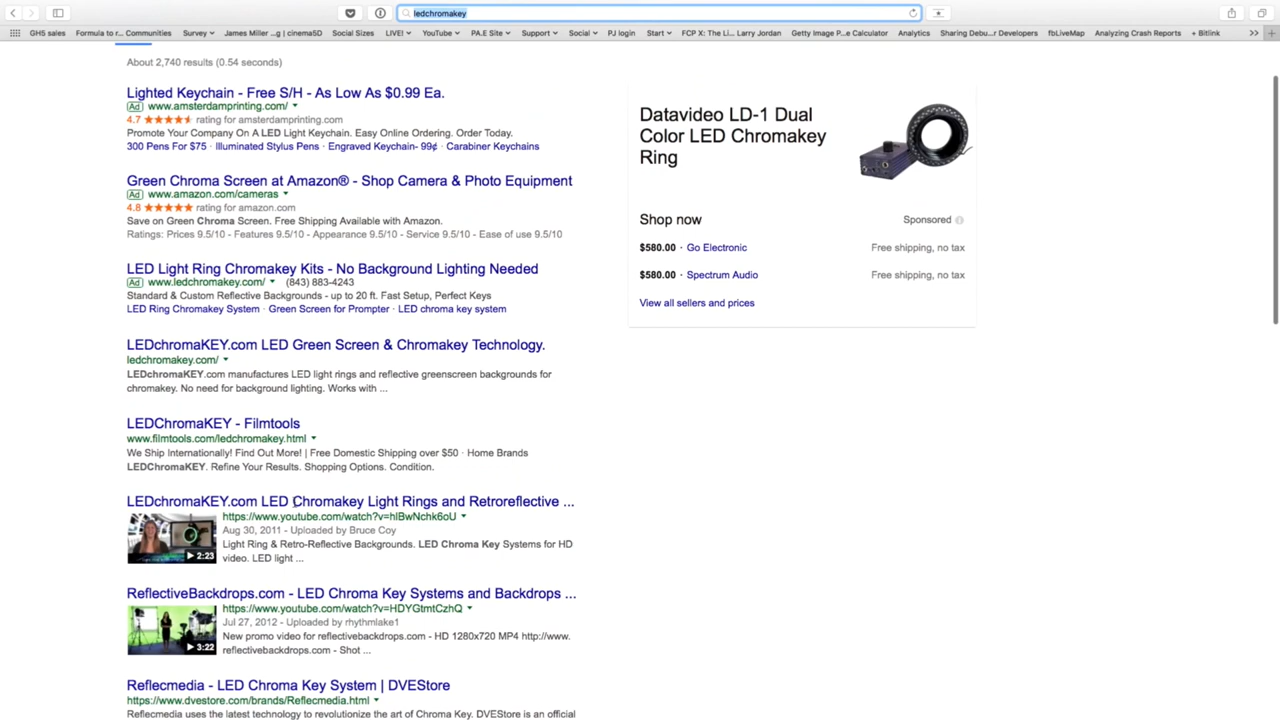 ledchromakey
GHS sales
Formula to r... Communities
Survey
James Miller...g | cinema5D
Social Sizes
LIVE!
YouTube
PA.E Site
Support
Social
PJ login
Start
FCP X: The Li... Larry Jordan
Getty Image P...e Calculator
Analytics
Sharing Debu...r Developers
fbLiveMap
Analyzing Crash Reports
+ Bitlink
About 2,740 results (0.54 seconds)
Lighted Keychain - Free S/H - As Low As $0.99 Ea.
Ad www.amsterdamprinting.com/
4.7 ★★★★★ rating for amsterdamprinting.com
Promote Your Company On A LED Light Keychain. Easy Online Ordering. Order Today.
300 Pens For $75 · Illuminated Stylus Pens · Engraved Keychain- 99¢ · Carabiner Keychains
Green Chroma Screen at Amazon® - Shop Camera & Photo Equipment
Ad www.amazon.com/cameras
4.8 ★★★★★ rating for amazon.com
Save on Green Chroma Screen. Free Shipping Available with Amazon.
Ratings: Prices 9.5/10 - Features 9.5/10 - Appearance 9.5/10 - Service 9.5/10 - Ease of use 9.5/10
LED Light Ring Chromakey Kits - No Background Lighting Needed
Ad www.ledchromakey.com/ (843) 883-4243
Standard & Custom Reflective Backgrounds - up to 20 ft. Fast Setup, Perfect Keys
LED Ring Chromakey System · Green Screen for Prompter · LED chroma key system
LEDchromaKEY.com LED Green Screen & Chromakey Technology.
ledchromakey.com/
LEDchromaKEY.com manufactures LED light rings and reflective greenscreen backgrounds for
chromakey. No need for background lighting. Works with ...
LEDChromaKEY - Filmtools
www.filmtools.com/ledchromakey.html
We Ship Internationally! Find Out More! | Free Domestic Shipping over $50 · Home Brands
LEDChromaKEY. Refine Your Results. Shopping Options. Condition.
LEDchromaKEY.com LED Chromakey Light Rings and Retroreflective ...
https://www.youtube.com/watch?v=hlBwNchk6oU
Aug 30, 2011 - Uploaded by Bruce Coy
Light Ring & Retro-Reflective Backgrounds. LED Chroma Key Systems for HD
video. LED light ...
2:23
ReflectiveBackdrops.com - LED Chroma Key Systems and Backdrops ...
https://www.youtube.com/watch?v=HDYGtmtCzhQ
Jul 27, 2012 - Uploaded by rhythmlake1
New promo video for reflectivebackdrops.com - HD 1280x720 MP4 http://www.
reflectivebackdrops.com - Shot ...
3:22
Reflecmedia - LED Chroma Key System | DVEStore
https://www.dvestore.com/brands/Reflecmedia.html
Reflecmedia uses the latest technology to revolutionize the art of Chroma Key. DVEStore is an official
Datavideo LD-1 Dual
Color LED Chromakey
Ring
Shop now Sponsored
$580.00 · Go Electronic Free shipping, no tax
$580.00 · Spectrum Audio Free shipping, no tax
View all sellers and prices